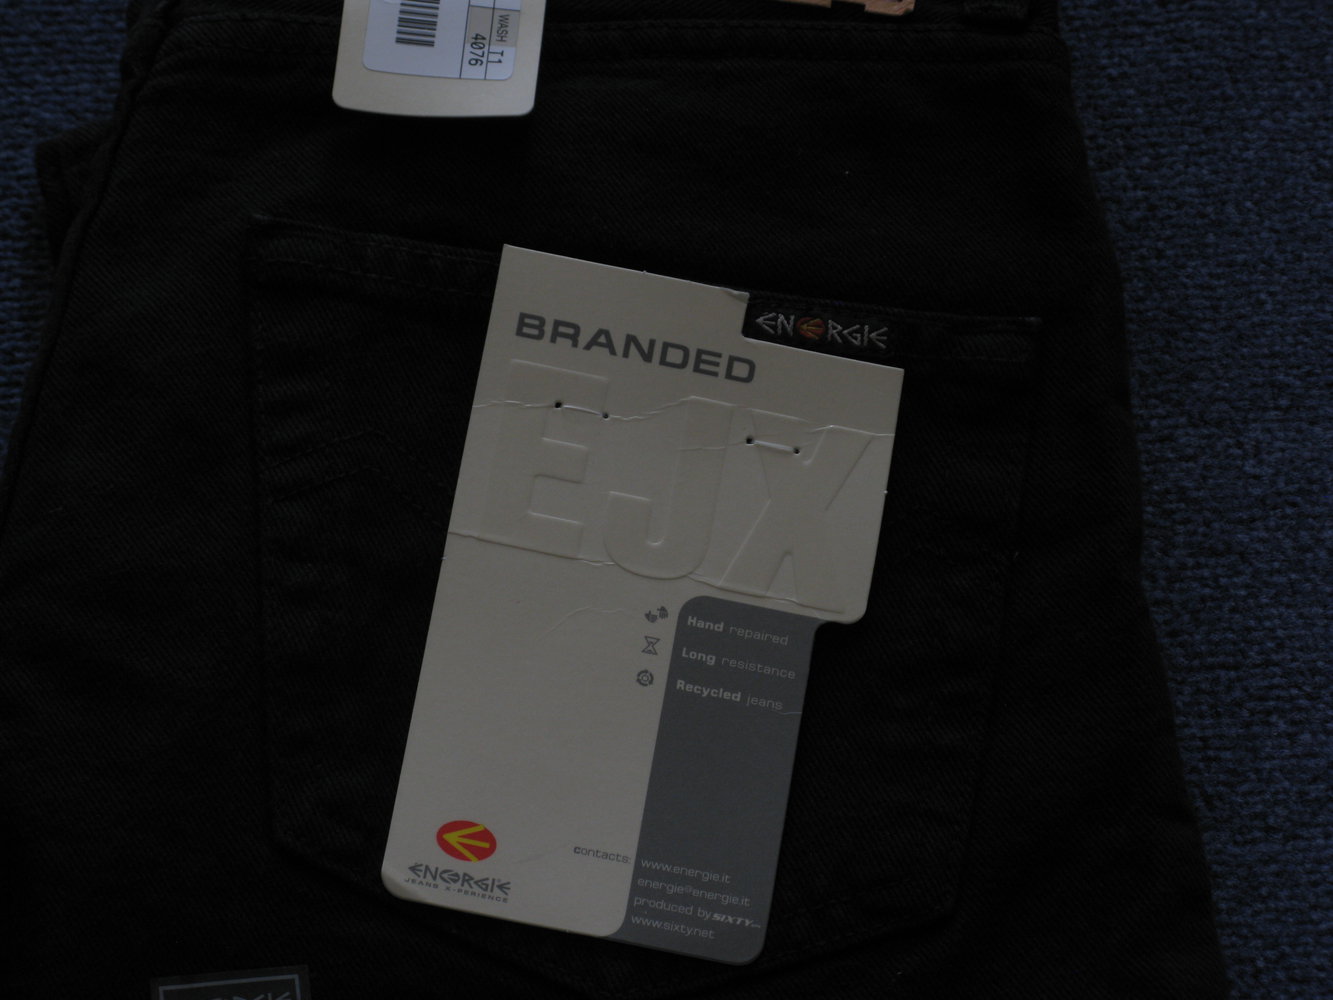 WASH T1
4076
ENERGIE
BRANDED
EJX
Hand repaired
Long resistance
Recycled jeans
ENERGIE
JEANS X-PERIENCE
contacts: www.energie.it
energie@energie.it
produced by SIXTY
www.sixty.net